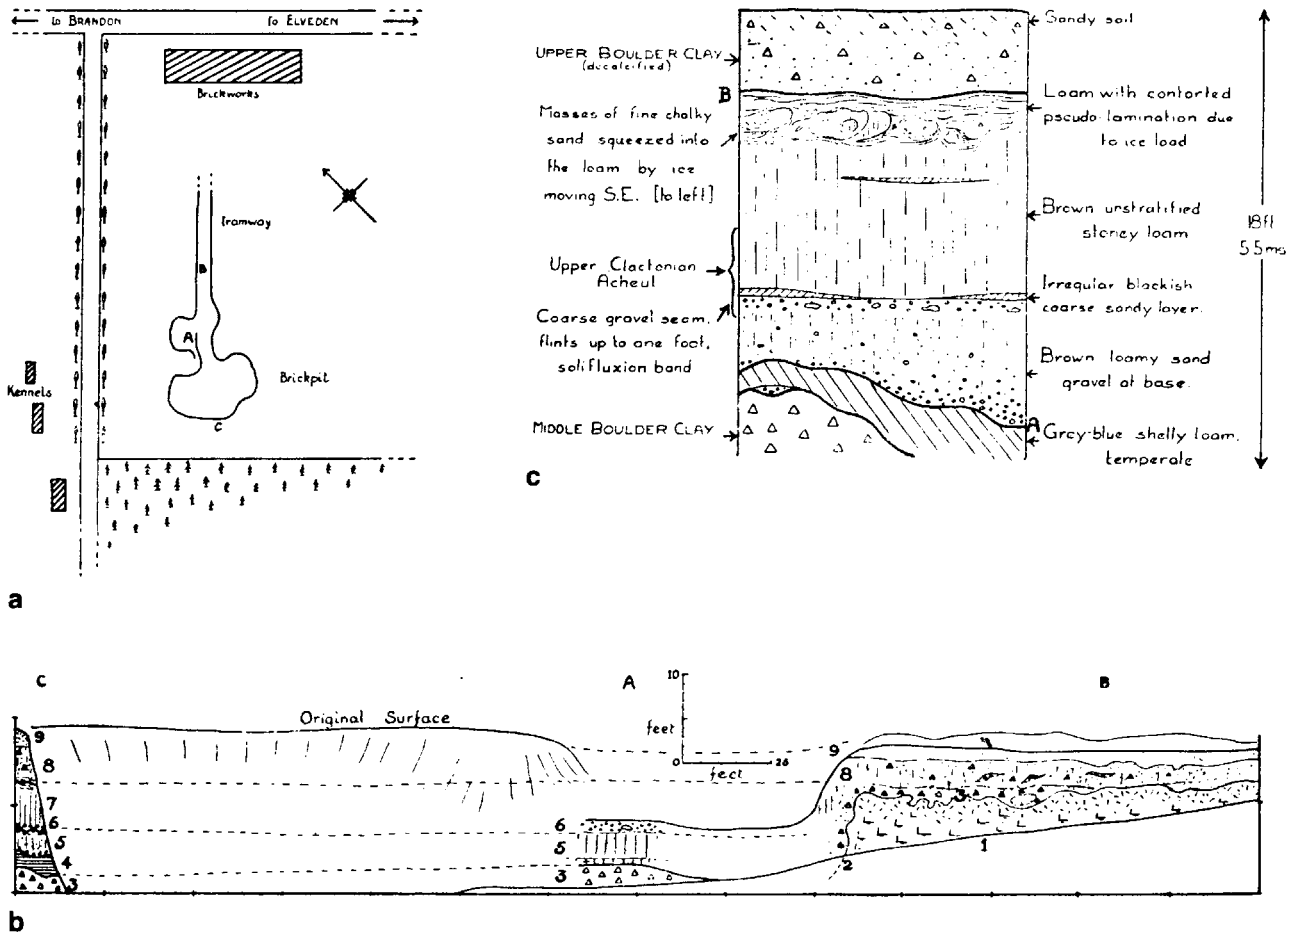 to BRANDON
to ELVEDEN
Brickworks
Tramway
B
A
Brickpit
Kennels
C
a
UPPER BOULDER CLAY
(decalcified)
B
Masses of fine chalky
sand squeezed into
the loam by ice
moving S.E. [to left]
Upper Clactonian
Acheul
Coarse gravel seam,
flints up to one foot,
solifluxion band
MIDDLE BOULDER CLAY
Sandy soil
Loam with contorted
pseudo-lamination due
to ice load
Brown unstratified
stoney loam
Irregular blackish
coarse sandy layer.
Brown loamy sand
gravel at base.
A
Grey-blue shelly loam,
temperate
18ft
5.5ms
c
C
A
B
Original Surface
10
feet
0
feet
9
8
7
6
5
4
3
6
5
3
9
8
3
2
1
b